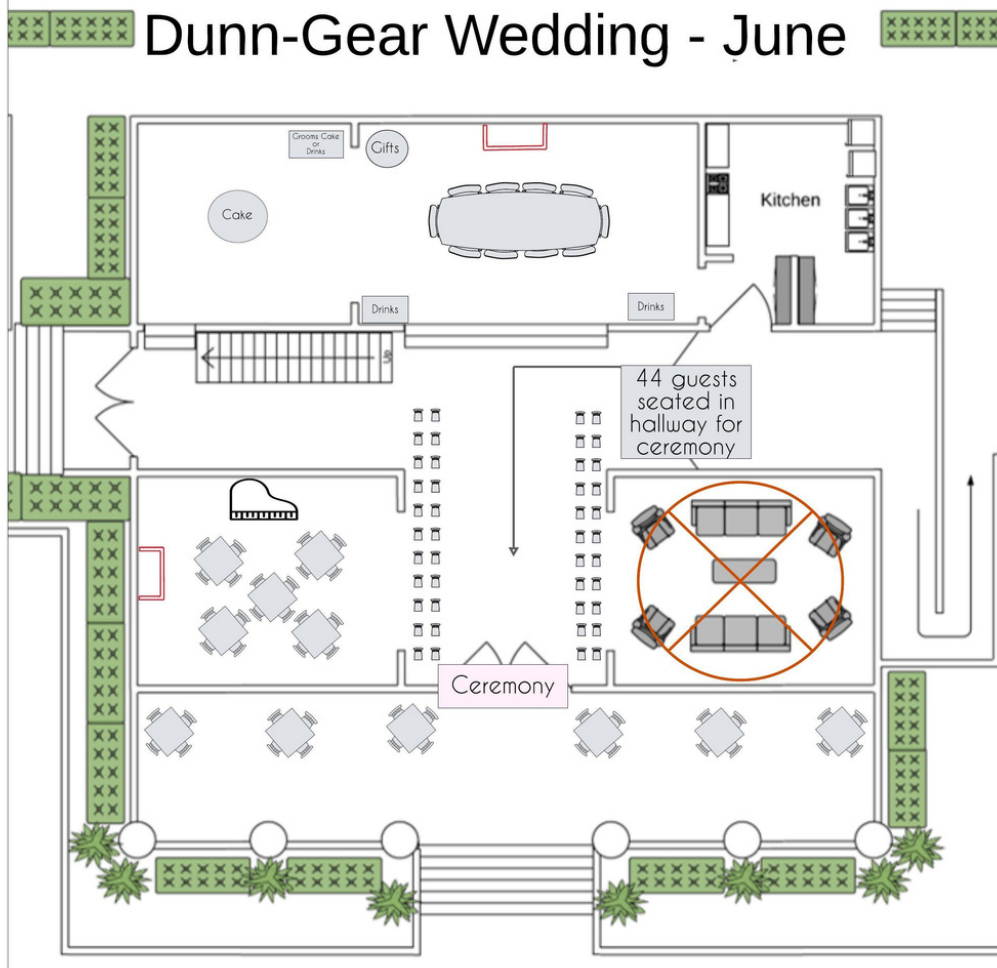 Dunn-Gear Wedding - June
Grooms Cake
or
Drinks
Gifts
Cake
Kitchen
Drinks
Drinks
Up
44 guests
seated in
hallway for
ceremony
Ceremony